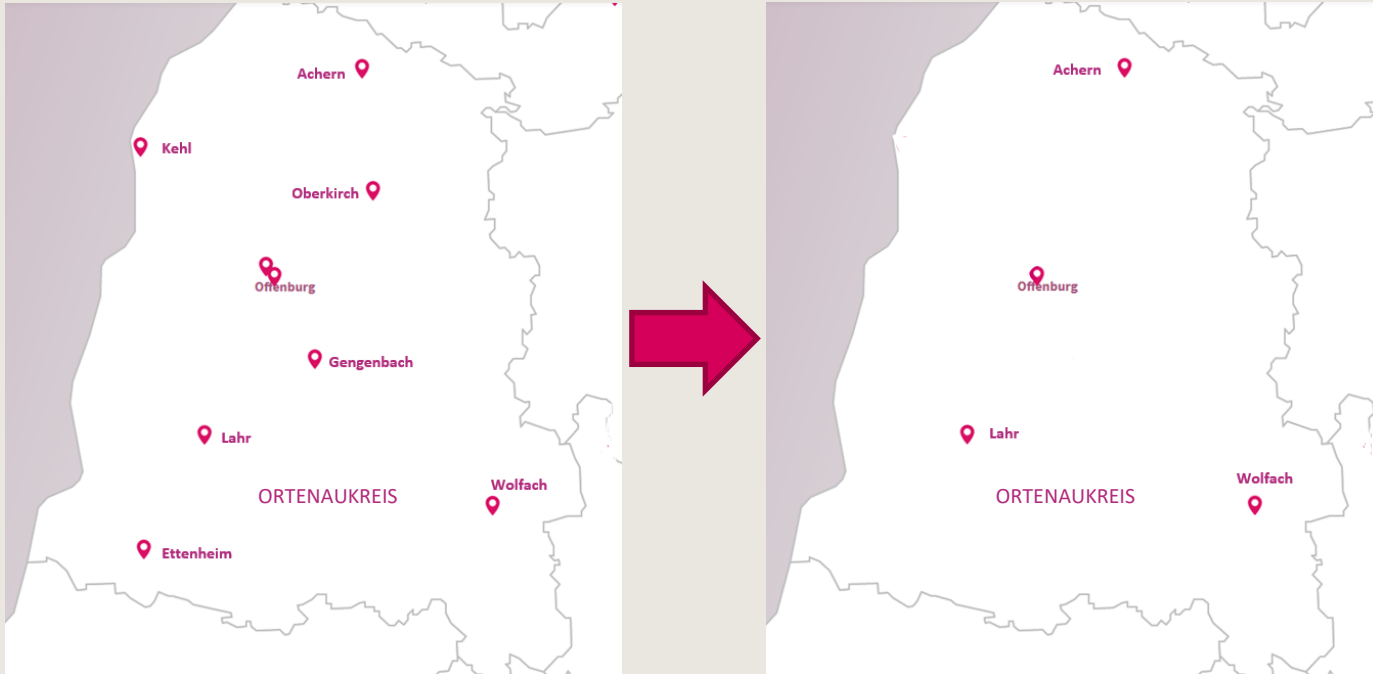 Achern
Kehl
Oberkirch
Offenburg
Gengenbach
Lahr
Wolfach
ORTENAUKREIS
Ettenheim
Achern
Offenburg
Lahr
Wolfach
ORTENAUKREIS